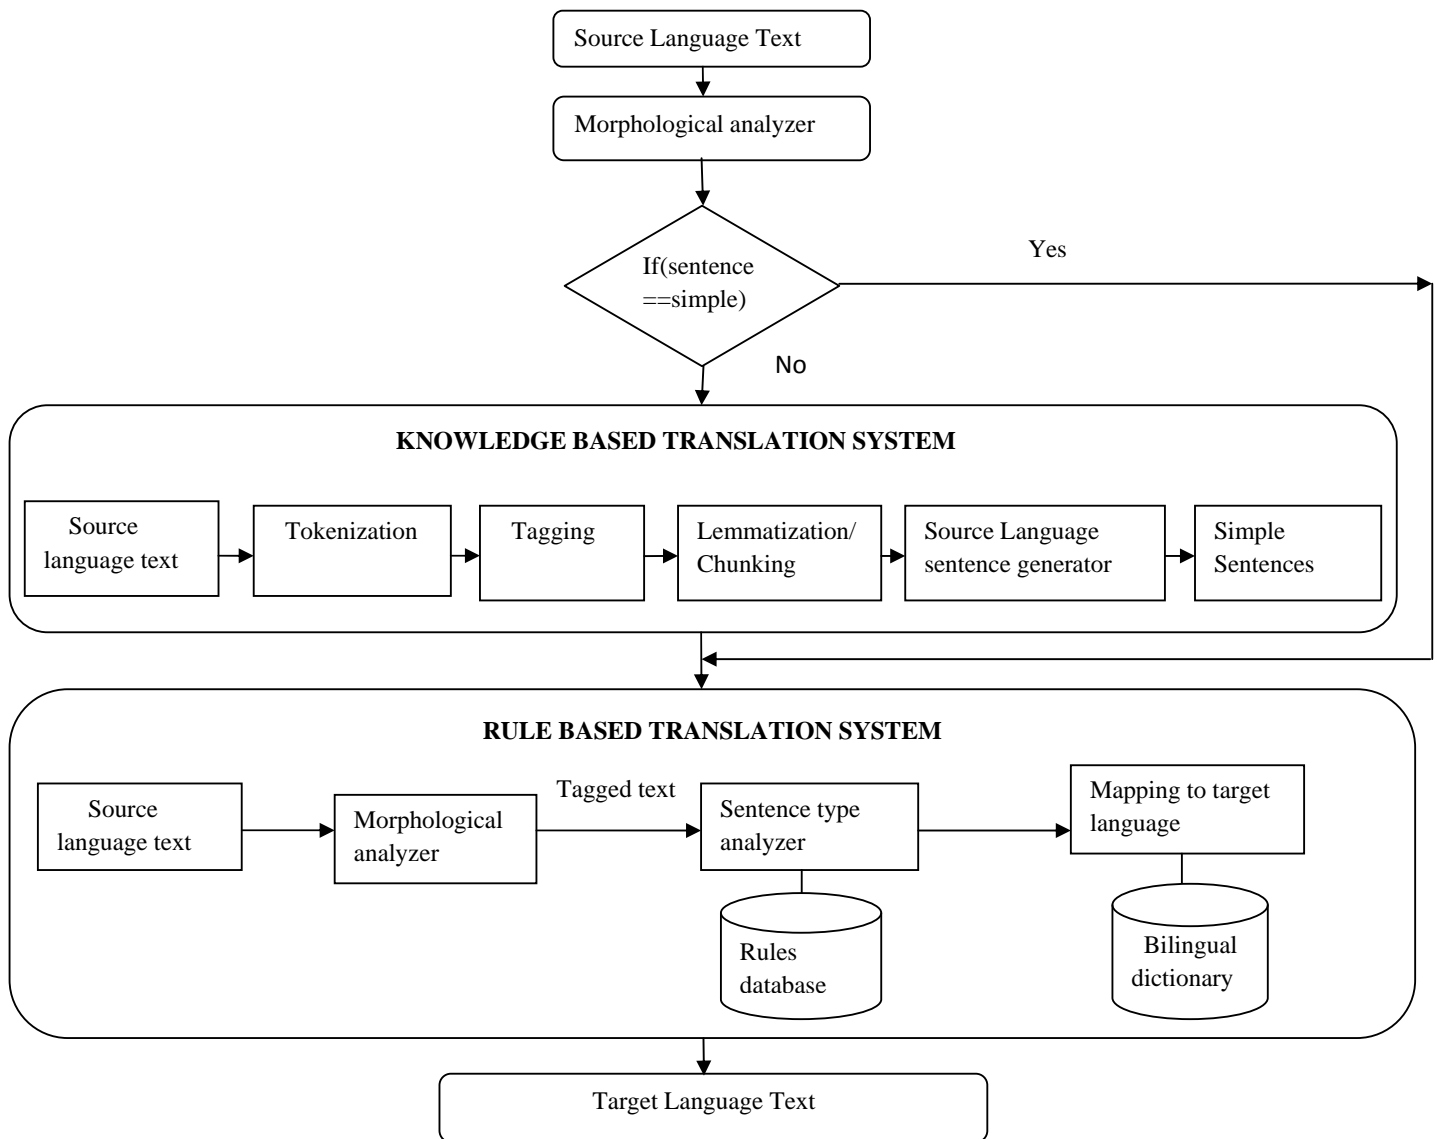 Source Language Text
Morphological analyzer
If(sentence
==simple)
Yes
No
KNOWLEDGE BASED TRANSLATION SYSTEM
Source
language text
Tokenization
Tagging
Lemmatization/
Chunking
Source Language
sentence generator
Simple
Sentences
RULE BASED TRANSLATION SYSTEM
Source
language text
Morphological
analyzer
Tagged text
Sentence type
analyzer
Mapping to target
language
Rules
database
Bilingual
dictionary
Target Language Text